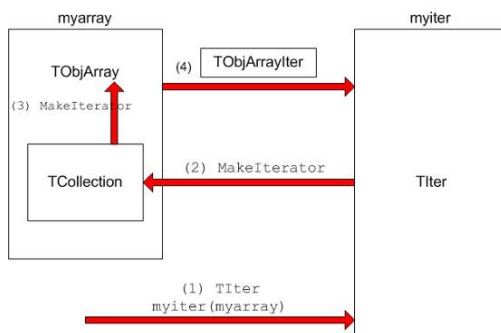 myarray
myiter
TObjArray
(4)
TObjArrayIter
(3) MakeIterator
(2) MakeIterator
TCollection
TIter
(1) TIter
myiter(myarray)